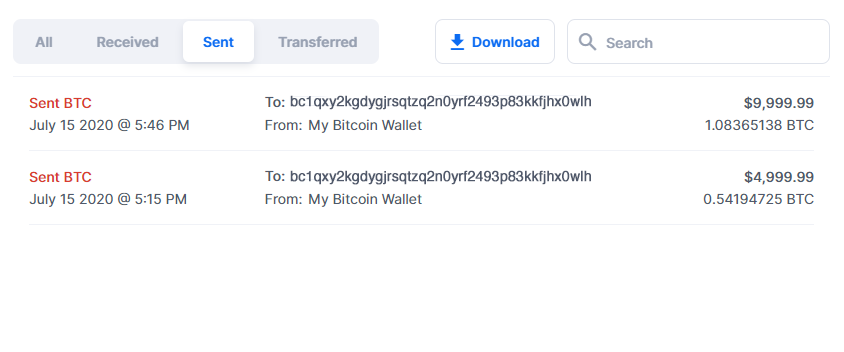 All Received Sent Transferred Download Search
Sent BTC To: bc1qxy2kgdygjrsqtzq2n0yrf2493p83kkfjhx0wlh $9,999.99
July 15 2020 @ 5:46 PM From: My Bitcoin Wallet 1.08365138 BTC
Sent BTC To: bc1qxy2kgdygjrsqtzq2n0yrf2493p83kkfjhx0wlh $4,999.99
July 15 2020 @ 5:15 PM From: My Bitcoin Wallet 0.54194725 BTC